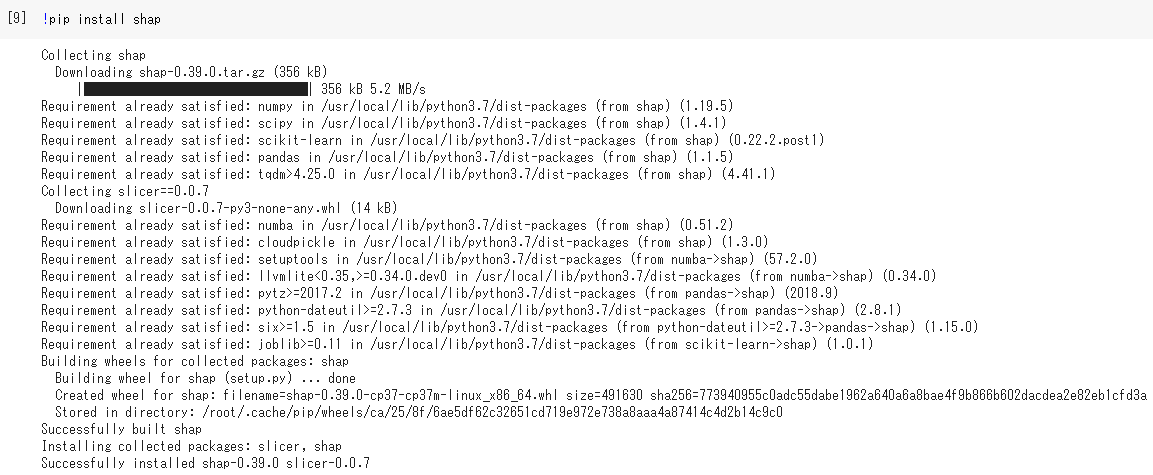 [9] !pip install shap
Collecting shap
Downloading shap-0.39.0.tar.gz (356 kB)
| | 356 kB 5.2 MB/s
Requirement already satisfied: numpy in /usr/local/lib/python3.7/dist-packages (from shap) (1.19.5)
Requirement already satisfied: scipy in /usr/local/lib/python3.7/dist-packages (from shap) (1.4.1)
Requirement already satisfied: scikit-learn in /usr/local/lib/python3.7/dist-packages (from shap) (0.22.2.post1)
Requirement already satisfied: pandas in /usr/local/lib/python3.7/dist-packages (from shap) (1.1.5)
Requirement already satisfied: tqdm>4.25.0 in /usr/local/lib/python3.7/dist-packages (from shap) (4.41.1)
Collecting slicer==0.0.7
Downloading slicer-0.0.7-py3-none-any.whl (14 kB)
Requirement already satisfied: numba in /usr/local/lib/python3.7/dist-packages (from shap) (0.51.2)
Requirement already satisfied: cloudpickle in /usr/local/lib/python3.7/dist-packages (from shap) (1.3.0)
Requirement already satisfied: setuptools in /usr/local/lib/python3.7/dist-packages (from numba->shap) (57.2.0)
Requirement already satisfied: llvmlite<0.35,>=0.34.0.dev0 in /usr/local/lib/python3.7/dist-packages (from numba->shap) (0.34.0)
Requirement already satisfied: pytz>=2017.2 in /usr/local/lib/python3.7/dist-packages (from pandas->shap) (2018.9)
Requirement already satisfied: python-dateutil>=2.7.3 in /usr/local/lib/python3.7/dist-packages (from pandas->shap) (2.8.1)
Requirement already satisfied: six>=1.5 in /usr/local/lib/python3.7/dist-packages (from python-dateutil>=2.7.3->pandas->shap) (1.15.0)
Requirement already satisfied: joblib>=0.11 in /usr/local/lib/python3.7/dist-packages (from scikit-learn->shap) (1.0.1)
Building wheels for collected packages: shap
Building wheel for shap (setup.py) ... done
Created wheel for shap: filename=shap-0.39.0-cp37-cp37m-linux_x86_64.whl size=491630 sha256=773940955c0adc55dabe1962a640a6a8bae4f9b866b602dacdea2e82eb1cfd3a
Stored in directory: /root/.cache/pip/wheels/ca/25/8f/6ae5df62c32651cd719e972e738a8aaa4a87414c4d2b14c9c0
Successfully built shap
Installing collected packages: slicer, shap
Successfully installed shap-0.39.0 slicer-0.0.7